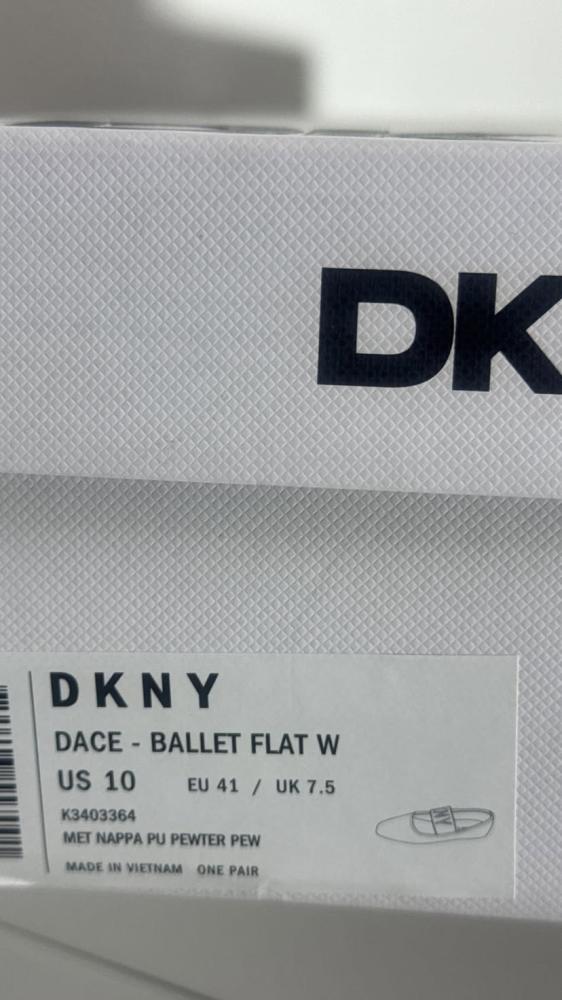 DK
DKNY
DACE - BALLET FLAT W
US 10 EU 41 / UK 7.5
K3403364
MET NAPPA PU PEWTER PEW
MADE IN VIETNAM ONE PAIR